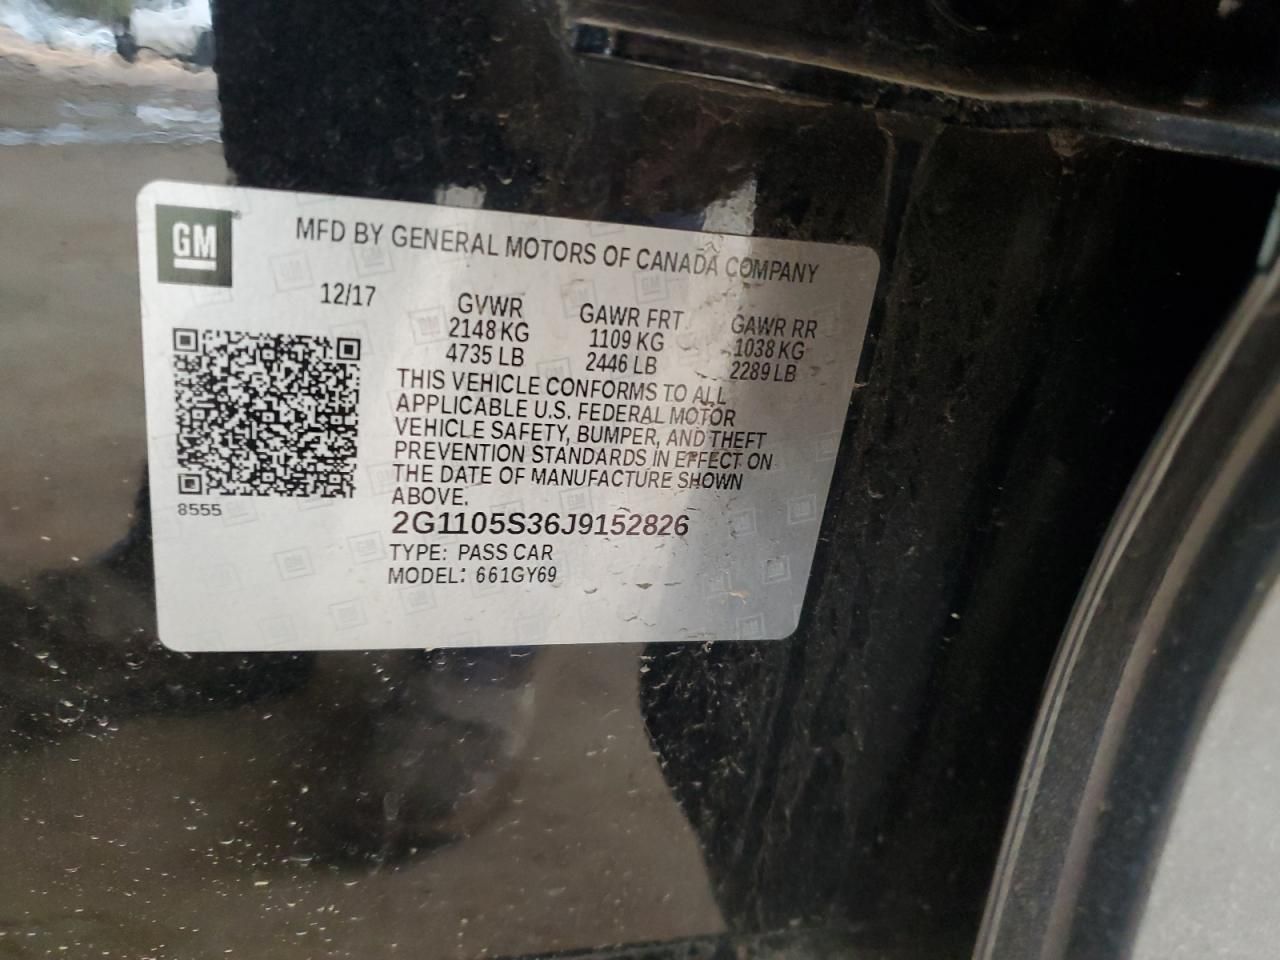 GM
MFD BY GENERAL MOTORS OF CANADA COMPANY
12/17
GVWR GAWR FRT GAWR RR
2148 KG 1109 KG 1038 KG
4735 LB 2446 LB 2289 LB
THIS VEHICLE CONFORMS TO ALL
APPLICABLE U.S. FEDERAL MOTOR
VEHICLE SAFETY, BUMPER, AND THEFT
PREVENTION STANDARDS IN EFFECT ON
THE DATE OF MANUFACTURE SHOWN
ABOVE.
8555
2G1105S36J9152826
TYPE: PASS CAR
MODEL: 661GY69